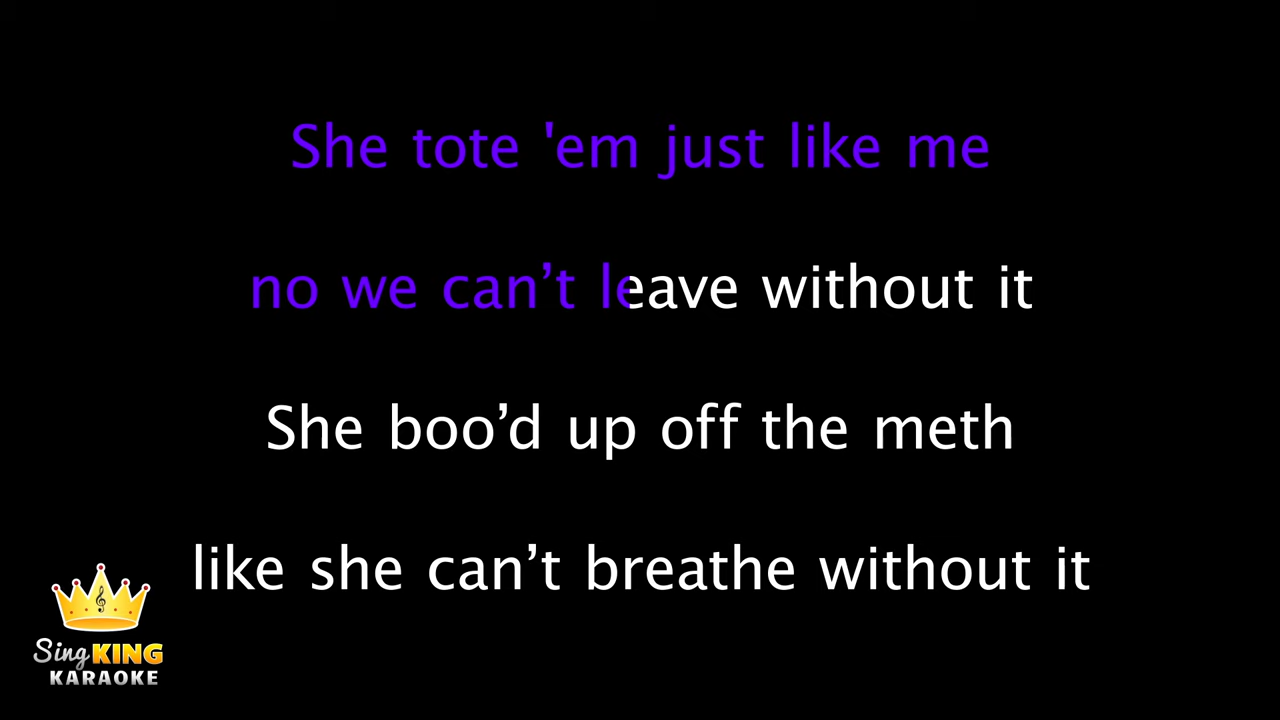 She tote 'em just like me
no we can’t leave without it
She boo’d up off the meth
like she can’t breathe without it
Sing KING
KARAOKE